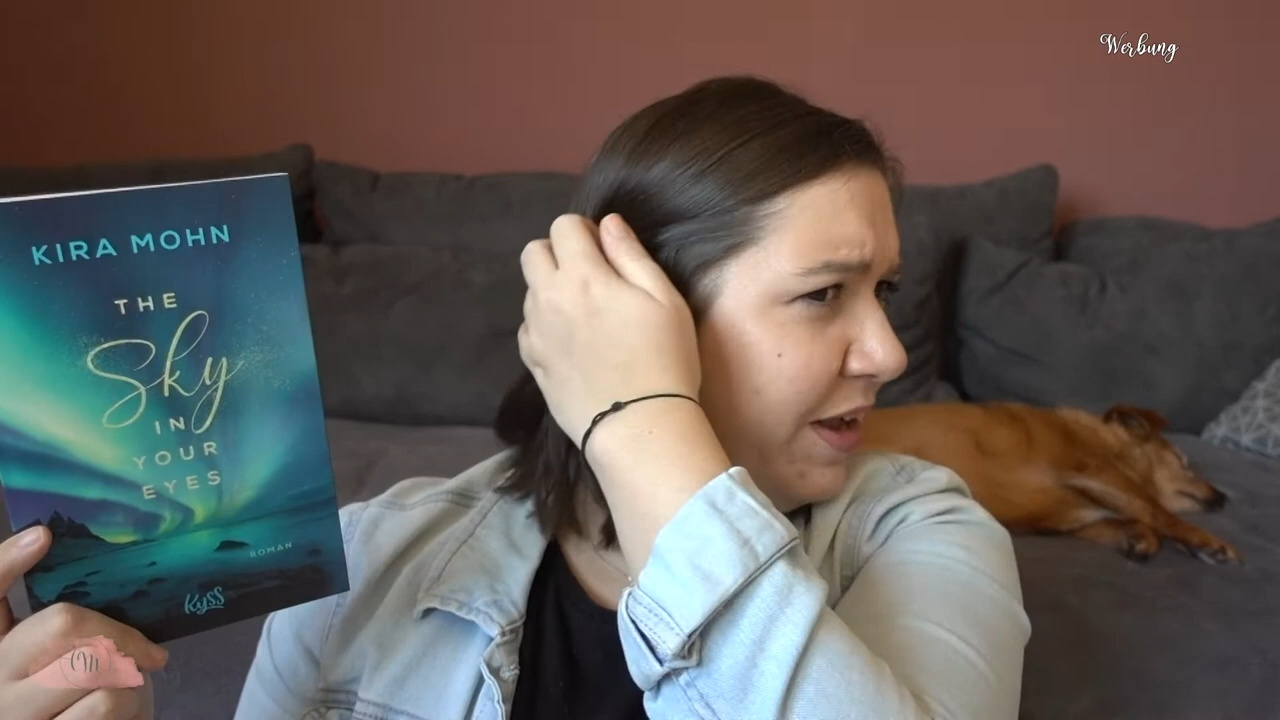 Werbung
KIRA MOHN
THE
Sky
IN
YOUR
EYES
ROMAN
Kyss
M